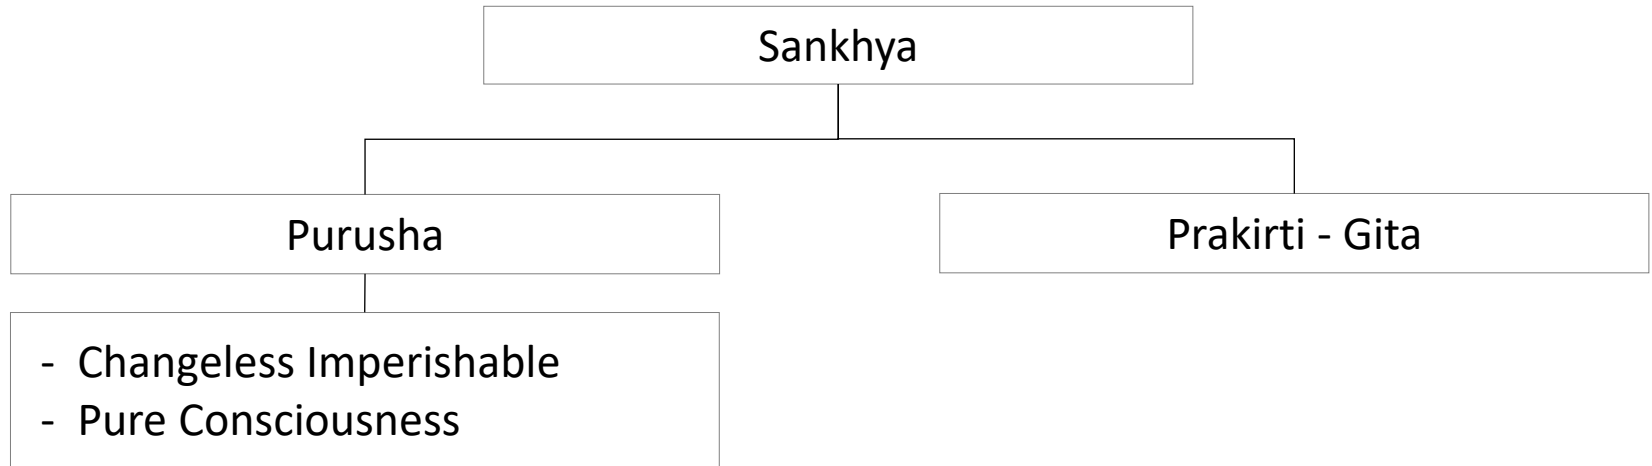 Sankhya
Purusha
Prakirti - Gita
- Changeless Imperishable
- Pure Consciousness